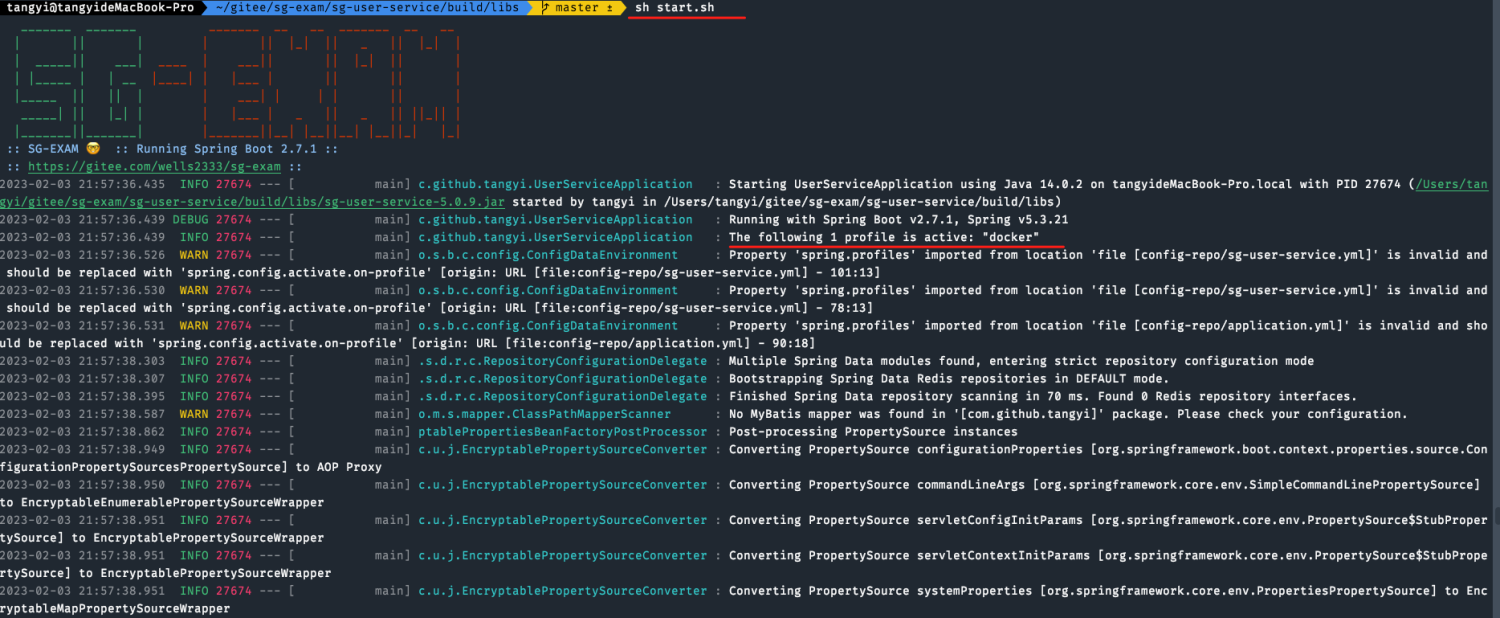 tangyi@tangyideMacBook-Pro ~/gitee/sg-exam/sg-user-service/build/libs master ± sh start.sh
SG-EXAM
:: SG-EXAM 🤓 :: Running Spring Boot 2.7.1 ::
:: https://gitee.com/wells2333/sg-exam ::
2023-02-03 21:57:36.435 INFO 27674 --- [ main] c.github.tangyi.UserServiceApplication : Starting UserServiceApplication using Java 14.0.2 on tangyideMacBook-Pro.local with PID 27674 (/Users/tan
gyi/gitee/sg-exam/sg-user-service/build/libs/sg-user-service-5.0.9.jar started by tangyi in /Users/tangyi/gitee/sg-exam/sg-user-service/build/libs)
2023-02-03 21:57:36.439 DEBUG 27674 --- [ main] c.github.tangyi.UserServiceApplication : Running with Spring Boot v2.7.1, Spring v5.3.21
2023-02-03 21:57:36.439 INFO 27674 --- [ main] c.github.tangyi.UserServiceApplication : The following 1 profile is active: "docker"
2023-02-03 21:57:36.526 WARN 27674 --- [ main] o.s.b.c.config.ConfigDataEnvironment : Property 'spring.profiles' imported from location 'file [config-repo/sg-user-service.yml]' is invalid and
should be replaced with 'spring.config.activate.on-profile' [origin: URL [file:config-repo/sg-user-service.yml] - 101:13]
2023-02-03 21:57:36.530 WARN 27674 --- [ main] o.s.b.c.config.ConfigDataEnvironment : Property 'spring.profiles' imported from location 'file [config-repo/sg-user-service.yml]' is invalid and
should be replaced with 'spring.config.activate.on-profile' [origin: URL [file:config-repo/sg-user-service.yml] - 78:13]
2023-02-03 21:57:36.531 WARN 27674 --- [ main] o.s.b.c.config.ConfigDataEnvironment : Property 'spring.profiles' imported from location 'file [config-repo/application.yml]' is invalid and sho
uld be replaced with 'spring.config.activate.on-profile' [origin: URL [file:config-repo/application.yml] - 90:18]
2023-02-03 21:57:38.303 INFO 27674 --- [ main] .s.d.r.c.RepositoryConfigurationDelegate : Multiple Spring Data modules found, entering strict repository configuration mode
2023-02-03 21:57:38.307 INFO 27674 --- [ main] .s.d.r.c.RepositoryConfigurationDelegate : Bootstrapping Spring Data Redis repositories in DEFAULT mode.
2023-02-03 21:57:38.395 INFO 27674 --- [ main] .s.d.r.c.RepositoryConfigurationDelegate : Finished Spring Data repository scanning in 70 ms. Found 0 Redis repository interfaces.
2023-02-03 21:57:38.587 WARN 27674 --- [ main] o.m.s.mapper.ClassPathMapperScanner : No MyBatis mapper was found in '[com.github.tangyi]' package. Please check your configuration.
2023-02-03 21:57:38.862 INFO 27674 --- [ main] ptablePropertiesBeanFactoryPostProcessor : Post-processing PropertySource instances
2023-02-03 21:57:38.949 INFO 27674 --- [ main] c.u.j.EncryptablePropertySourceConverter : Converting PropertySource configurationProperties [org.springframework.boot.context.properties.source.Con
figurationPropertySourcesPropertySource] to AOP Proxy
2023-02-03 21:57:38.950 INFO 27674 --- [ main] c.u.j.EncryptablePropertySourceConverter : Converting PropertySource commandLineArgs [org.springframework.core.env.SimpleCommandLinePropertySource]
to EncryptableEnumerablePropertySourceWrapper
2023-02-03 21:57:38.951 INFO 27674 --- [ main] c.u.j.EncryptablePropertySourceConverter : Converting PropertySource servletConfigInitParams [org.springframework.core.env.PropertySource$StubProper
tySource] to EncryptablePropertySourceWrapper
2023-02-03 21:57:38.951 INFO 27674 --- [ main] c.u.j.EncryptablePropertySourceConverter : Converting PropertySource servletContextInitParams [org.springframework.core.env.PropertySource$StubPrope
rtySource] to EncryptablePropertySourceWrapper
2023-02-03 21:57:38.951 INFO 27674 --- [ main] c.u.j.EncryptablePropertySourceConverter : Converting PropertySource systemProperties [org.springframework.core.env.PropertiesPropertySource] to Enc
ryptableMapPropertySourceWrapper